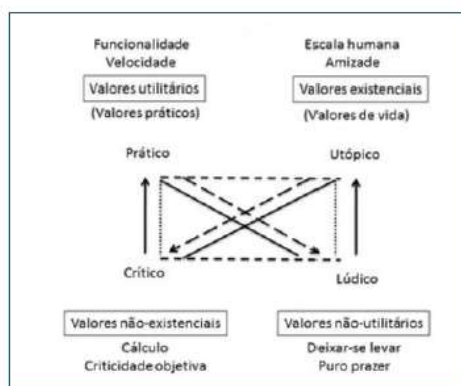 Funcionalidade
Velocidade
Valores utilitários
(Valores práticos)
Escala humana
Amizade
Valores existenciais
(Valores de vida)
Prático
Utópico
Crítico
Lúdico
Valores não-existenciais
Cálculo
Criticidade objetiva
Valores não-utilitários
Deixar-se levar
Puro prazer